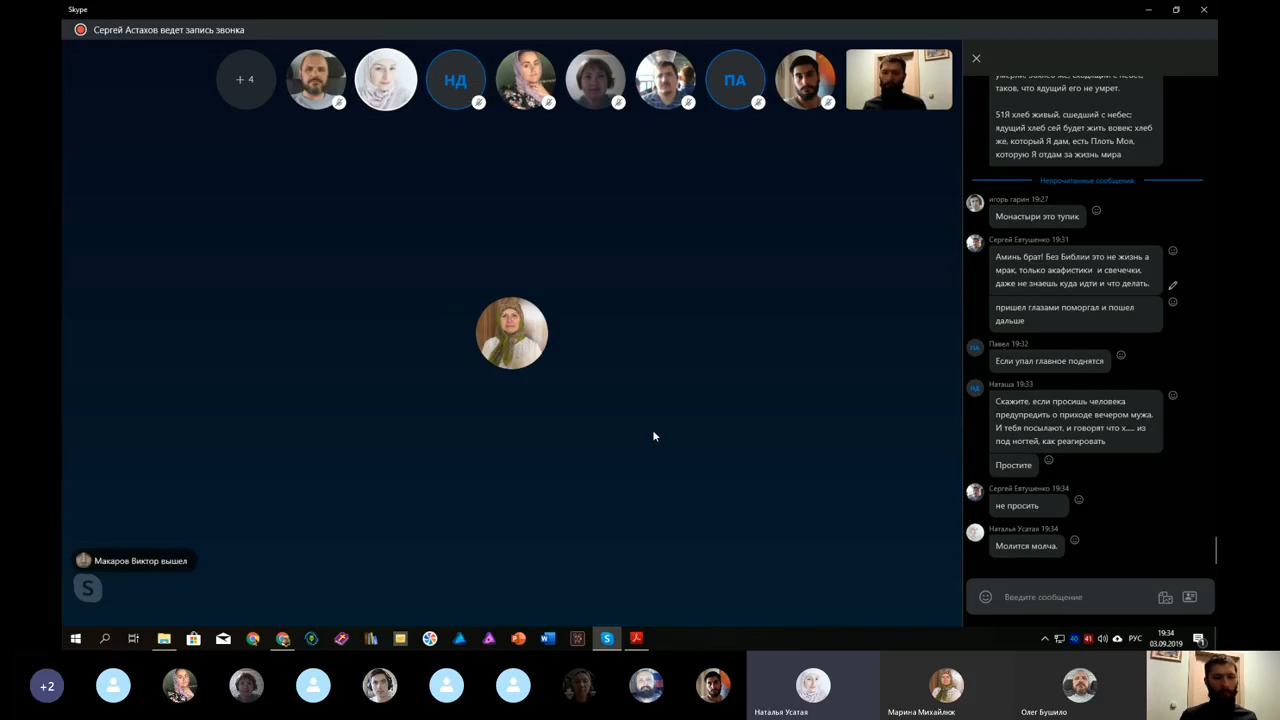 Skype
Сергей Астахов ведет запись звонка
+ 4
НД
ПА
таков, что ядущий его не умрет.
51Я хлеб живый, сшедший с небес;
ядущий хлеб сей будет жить вовек; хлеб
же, который Я дам, есть Плоть Моя,
которую Я отдам за жизнь мира
Непрочитанные сообщения
игорь гарин 19:27
Монастыри это тупик
Сергей Евтушенко 19:31
Аминь брат! Без Библии это не жизнь а
мрак, только акафистики и свечечки,
даже не знаешь куда идти и что делать.
пришел глазами поморгал и пошел
дальше
Павел 19:32
ПА
Если упал главное поднятся
Наташа 19:33
НД
Скажите, если просишь человека
предупредить о приходе вечером мужа.
И тебя посылают, и говорят что х..... из
под ногтей, как реагировать
Простите
Сергей Евтушенко 19:34
не просить
Наталья Усатая 19:34
Молится молча.
Макаров Виктор вышел
S
Введите сообщение
40
41
РУС
19:34
03.09.2019
+2
Наталья Усатая
Марина Михайлюк
Олег Бушило